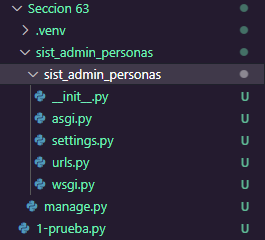 Seccion 63
.venv
sist_admin_personas
sist_admin_personas
__init__.py U
asgi.py U
settings.py U
urls.py U
wsgi.py U
manage.py U
1-prueba.py U